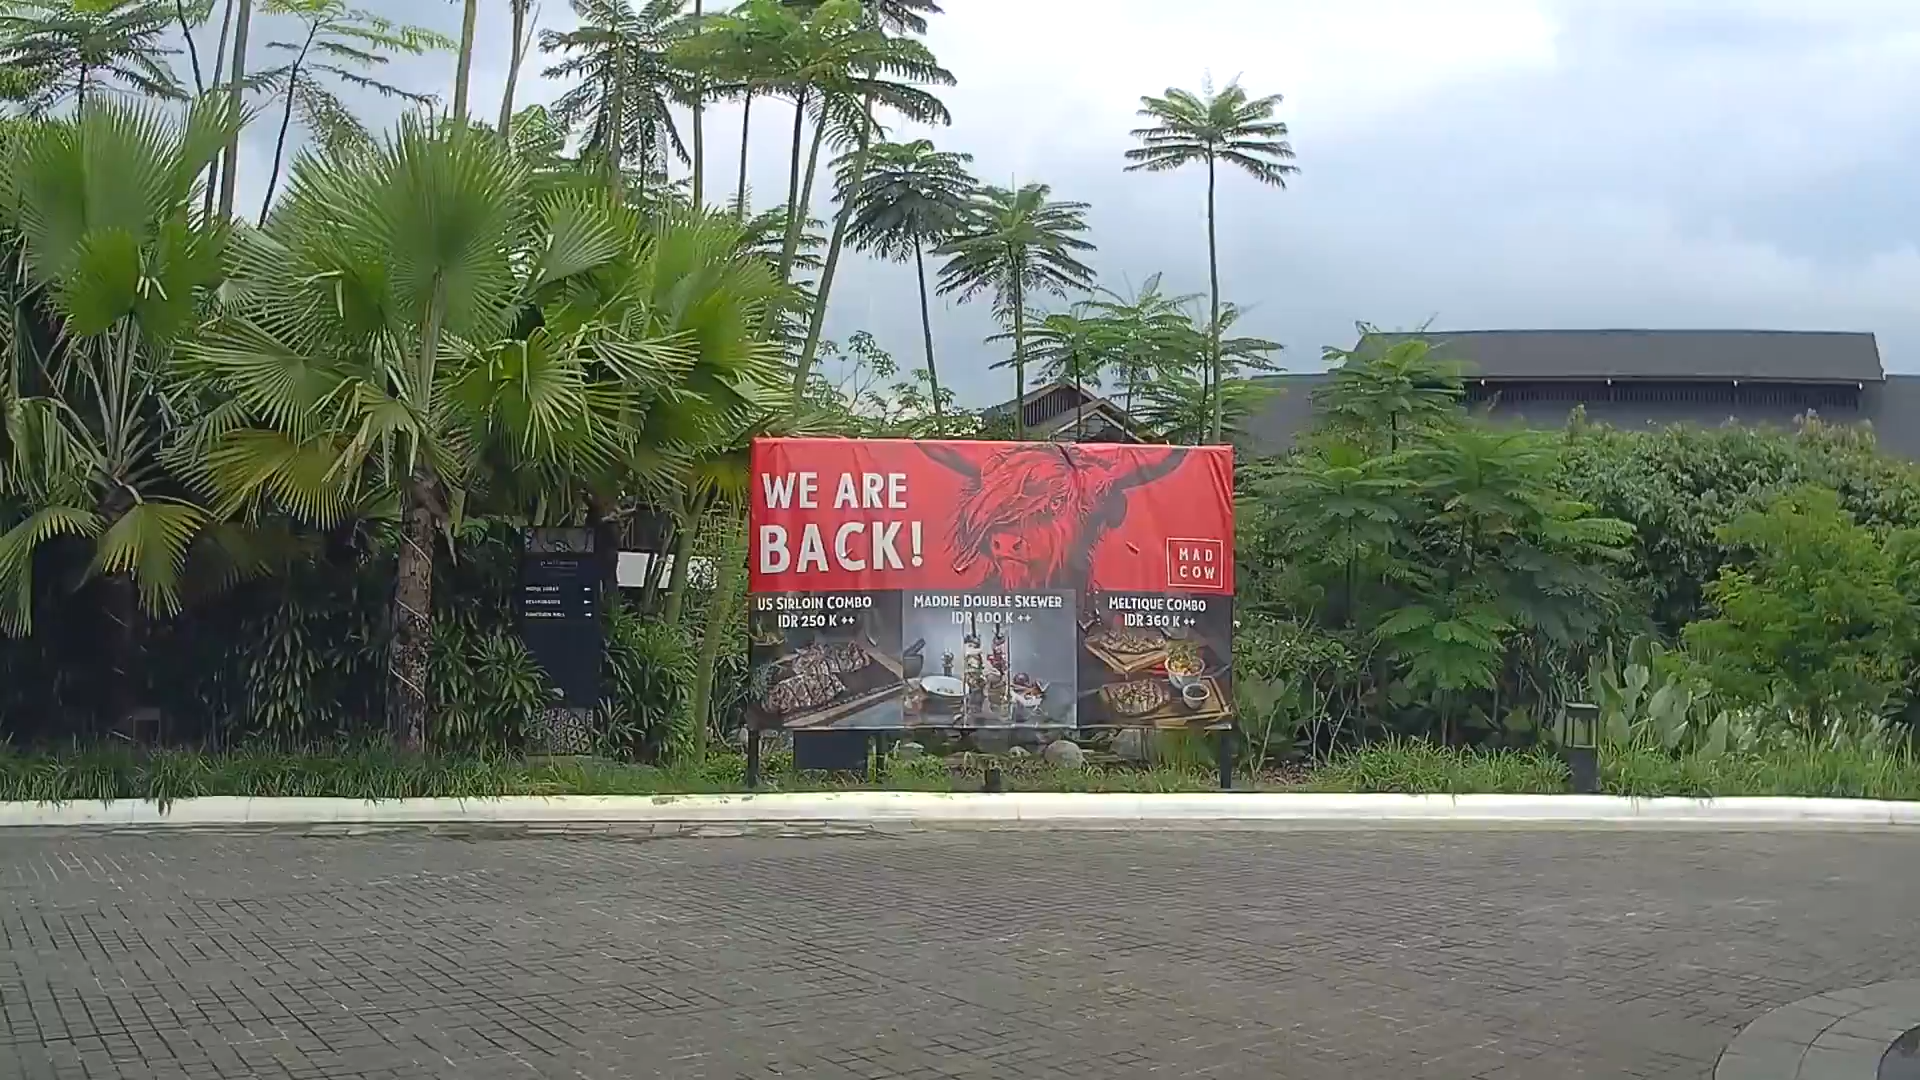 WE ARE
BACK!
MAD
COW
US SIRLOIN COMBO
IDR 250 K ++
MADDIE DOUBLE SKEWER
IDR 400 K ++
MELTIQUE COMBO
IDR 360 K ++